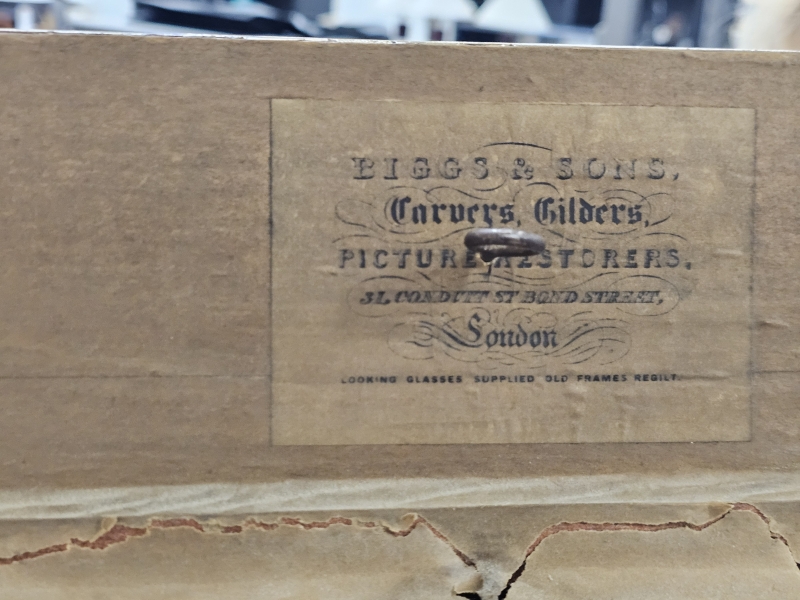 BIGGS & SONS,
Carvers, Gilders,
PICTURE RESTORERS,
31, CONDUIT ST BOND STREET,
London
LOOKING GLASSES SUPPLIED OLD FRAMES REGILT.